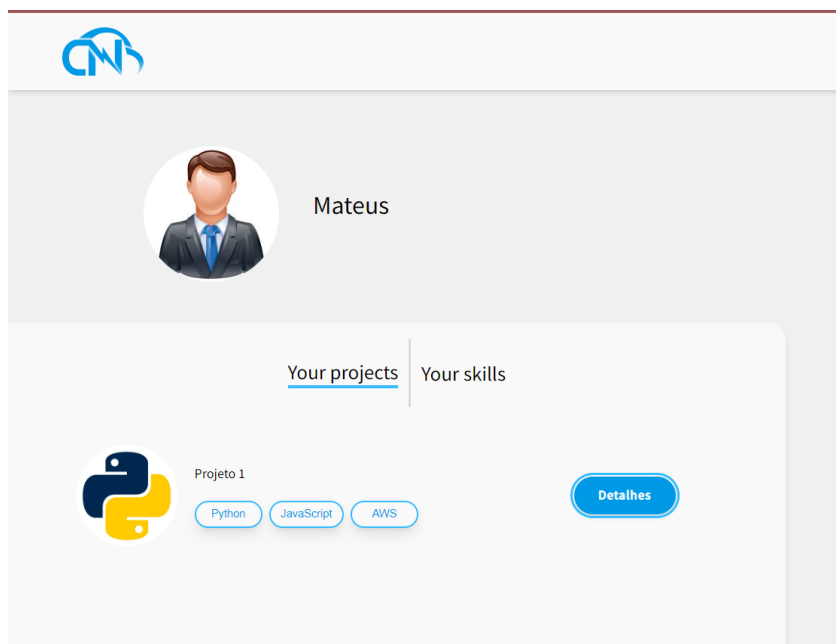 Mateus
Your projects
Your skills
Projeto 1
Python JavaScript AWS
Detalhes